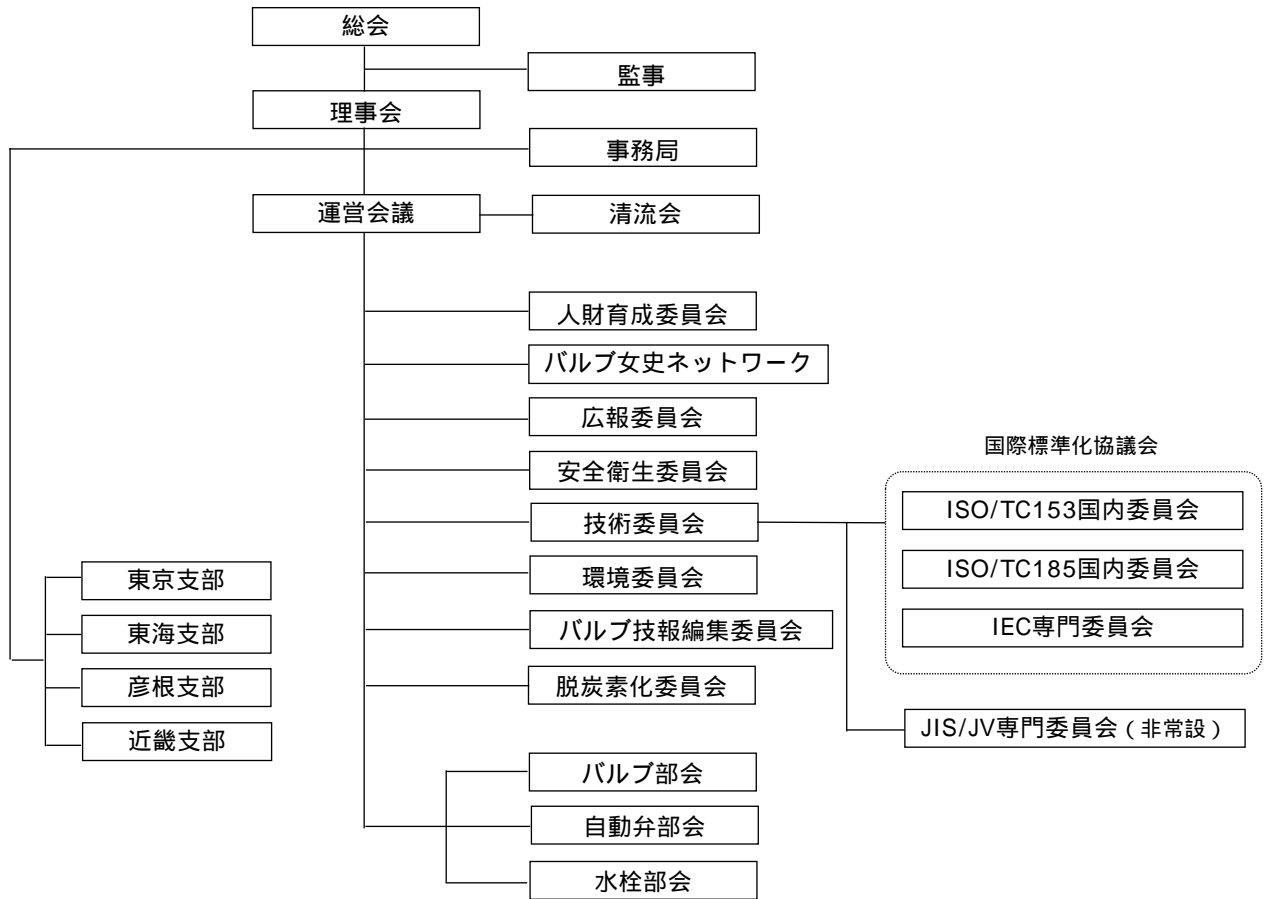 総会
監事
理事会
事務局
運営会議
清流会
人財育成委員会
バルブ女史ネットワーク
広報委員会
安全衛生委員会
技術委員会
環境委員会
バルブ技報編集委員会
脱炭素化委員会
国際標準化協議会
ISO/TC153国内委員会
ISO/TC185国内委員会
IEC専門委員会
JIS/JV専門委員会（非常設）
東京支部
東海支部
彦根支部
近畿支部
バルブ部会
自動弁部会
水栓部会